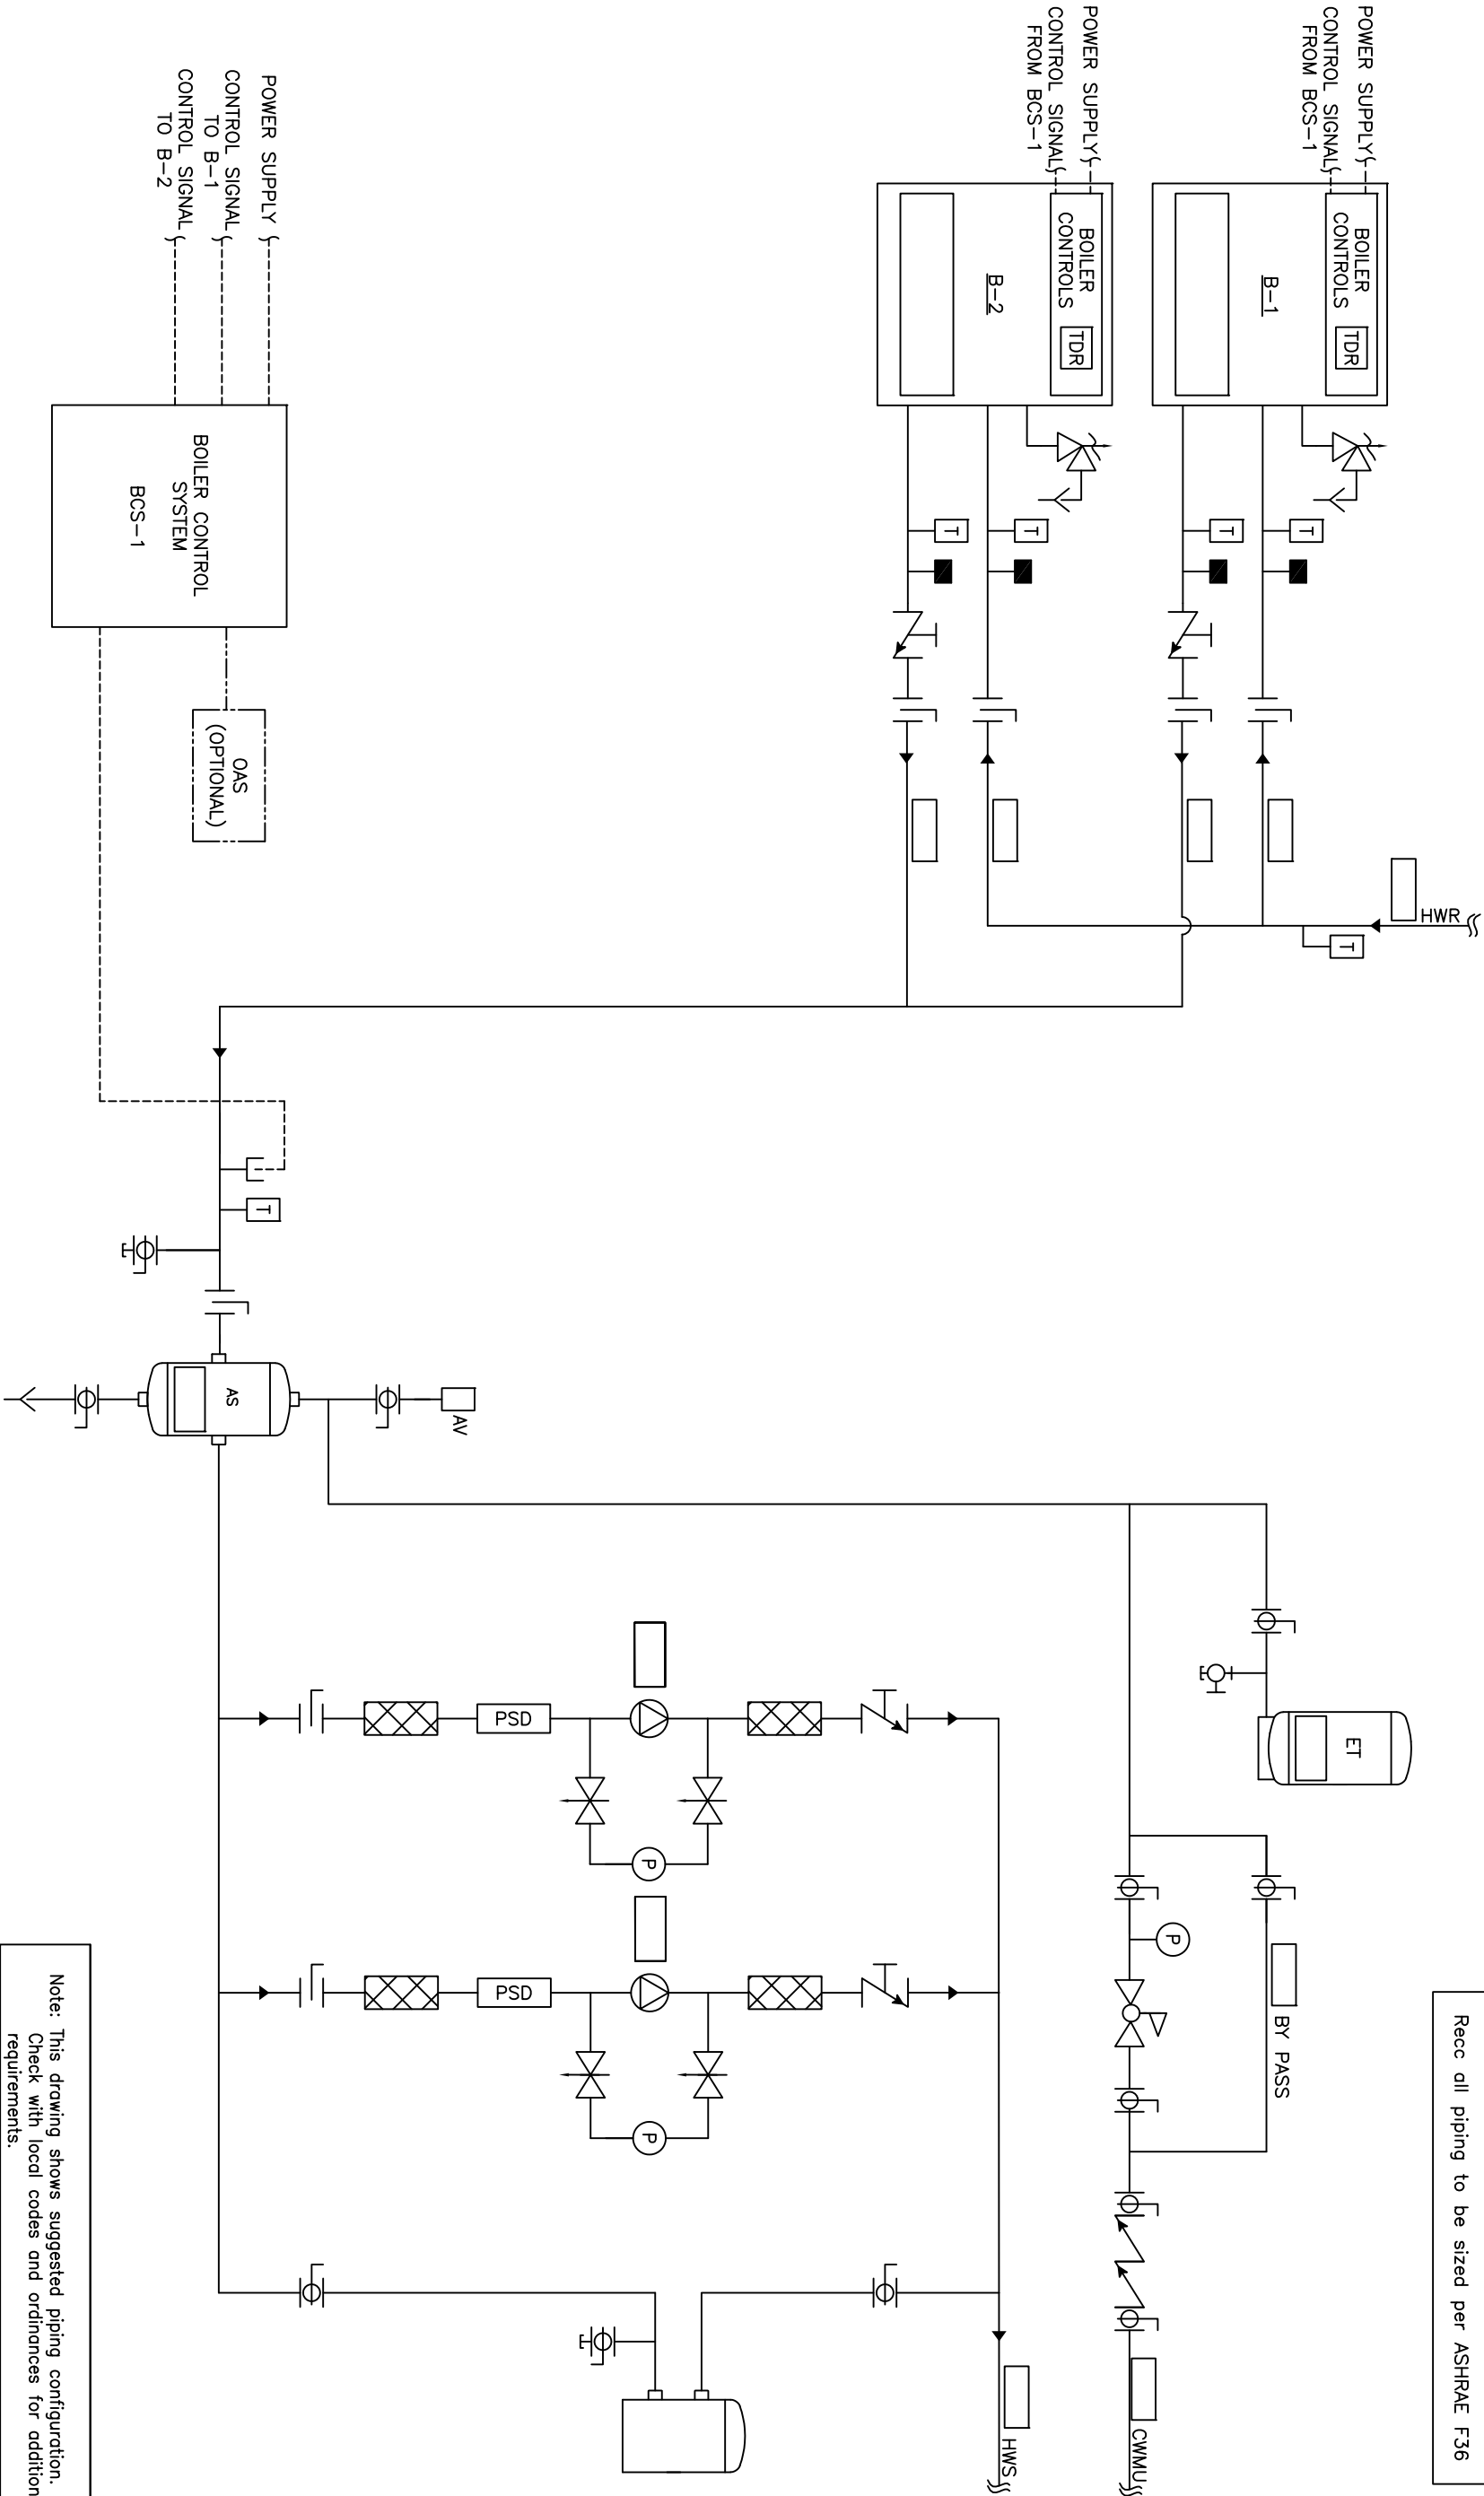 Recc all piping to be sized per ASHRAE F36
POWER SUPPLY
CONTROL SIGNAL
FROM BCS-1
BOILER
CONTROLS
TDR
B-1
HWR
T
T
T
POWER SUPPLY
CONTROL SIGNAL
FROM BCS-1
BOILER
CONTROLS
TDR
B-2
T
T
ET
BY PASS
P
CWMU
HWS
PSD
P
PSD
P
POWER SUPPLY
CONTROL SIGNAL
TO B-1
CONTROL SIGNAL
TO B-2
BOILER CONTROL
SYSTEM
BCS-1
OAS
(OPTIONAL)
T
AV
AS
Note: This drawing shows suggested piping configuration.
Check with local codes and ordinances for addition
requirements.